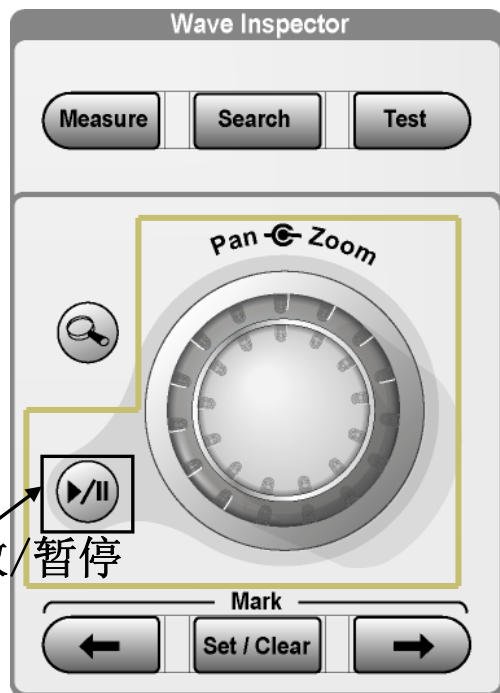 Wave Inspector
Measure Search Test
Pan Zoom
/暂停
Mark
Set / Clear